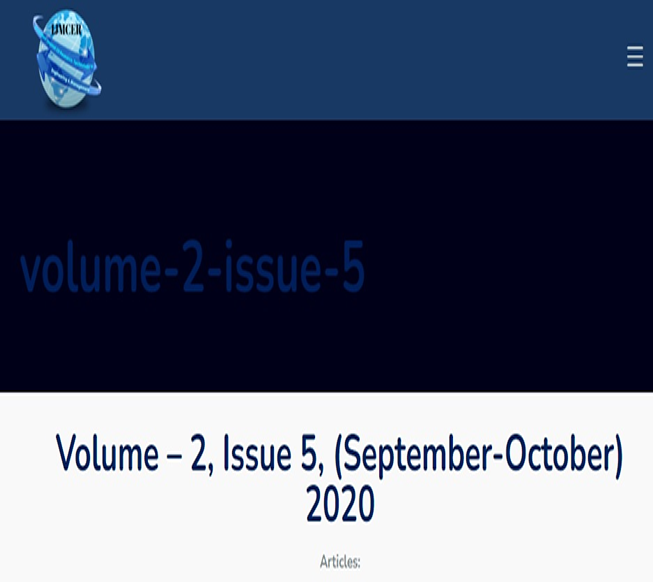 IJMCER
volume-2-issue-5
Volume – 2, Issue 5, (September-October)
2020
Articles: